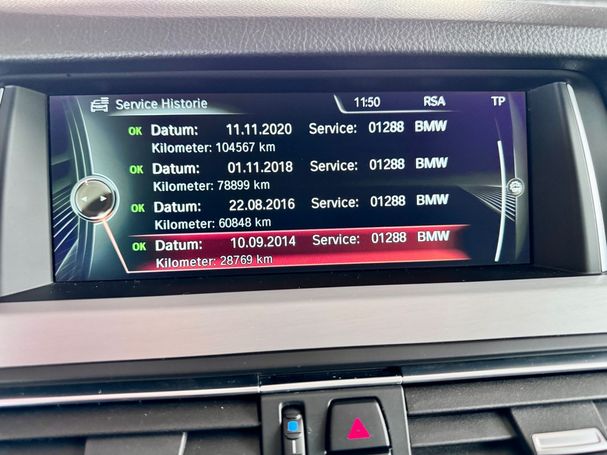 Service Historie 11:50 RSA TP
OK Datum: 11.11.2020 Service: 01288 BMW
Kilometer: 104567 km
OK Datum: 01.11.2018 Service: 01288 BMW
Kilometer: 78899 km
OK Datum: 22.08.2016 Service: 01288 BMW
Kilometer: 60848 km
OK Datum: 10.09.2014 Service: 01288 BMW
Kilometer: 28769 km